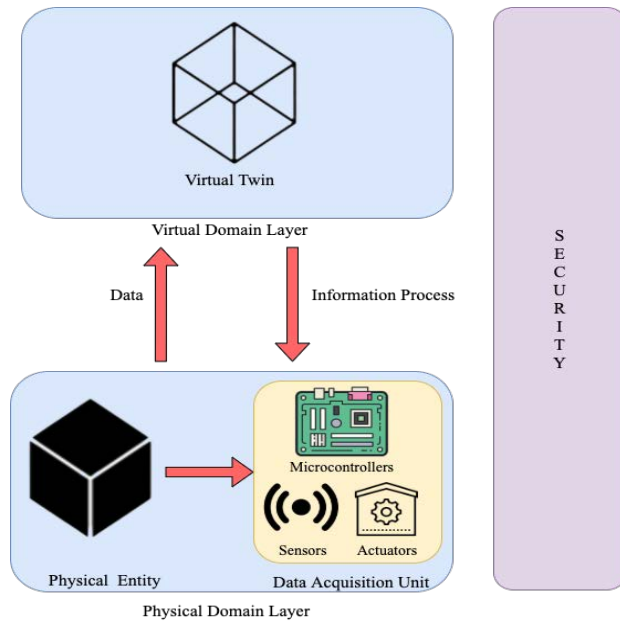 Virtual Twin
Virtual Domain Layer
Data
Information Process
Microcontrollers
Sensors
Actuators
Physical Entity
Data Acquisition Unit
Physical Domain Layer
S
E
C
U
R
I
T
Y